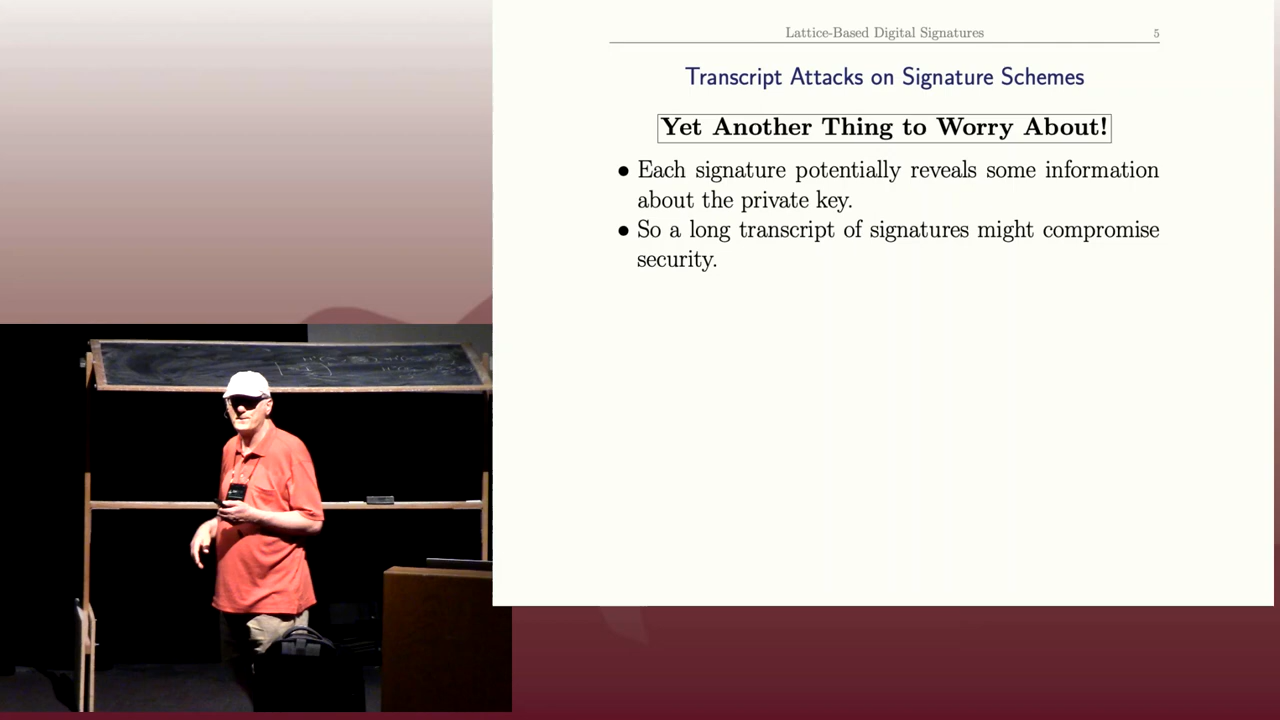 Lattice-Based Digital Signatures 5
Transcript Attacks on Signature Schemes
Yet Another Thing to Worry About!
• Each signature potentially reveals some information
about the private key.
• So a long transcript of signatures might compromise
security.